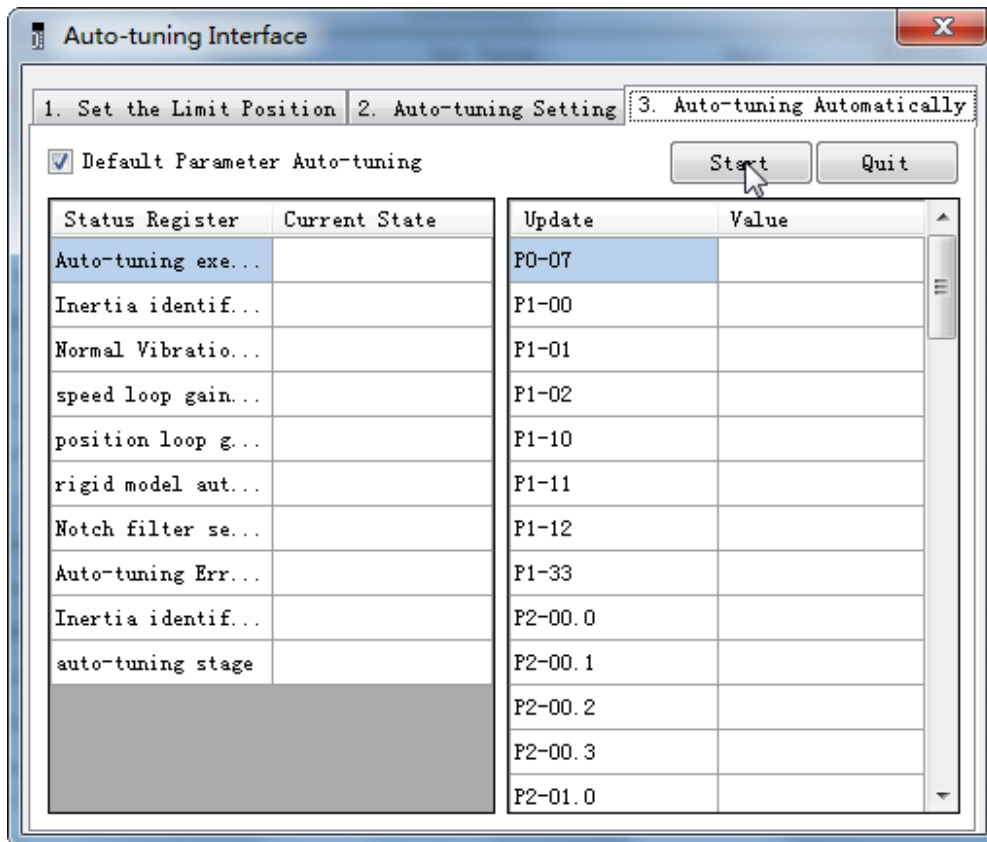 Auto-tuning Interface
1. Set the Limit Position 2. Auto-tuning Setting 3. Auto-tuning Automatically
Default Parameter Auto-tuning Start Quit
Status Register Current State
Auto-tuning exe...
Inertia identif...
Normal Vibratio...
speed loop gain...
position loop g...
rigid model aut...
Notch filter se...
Auto-tuning Err...
Inertia identif...
auto-tuning stage
Update Value
P0-07
P1-00
P1-01
P1-02
P1-10
P1-11
P1-12
P1-33
P2-00.0
P2-00.1
P2-00.2
P2-00.3
P2-01.0